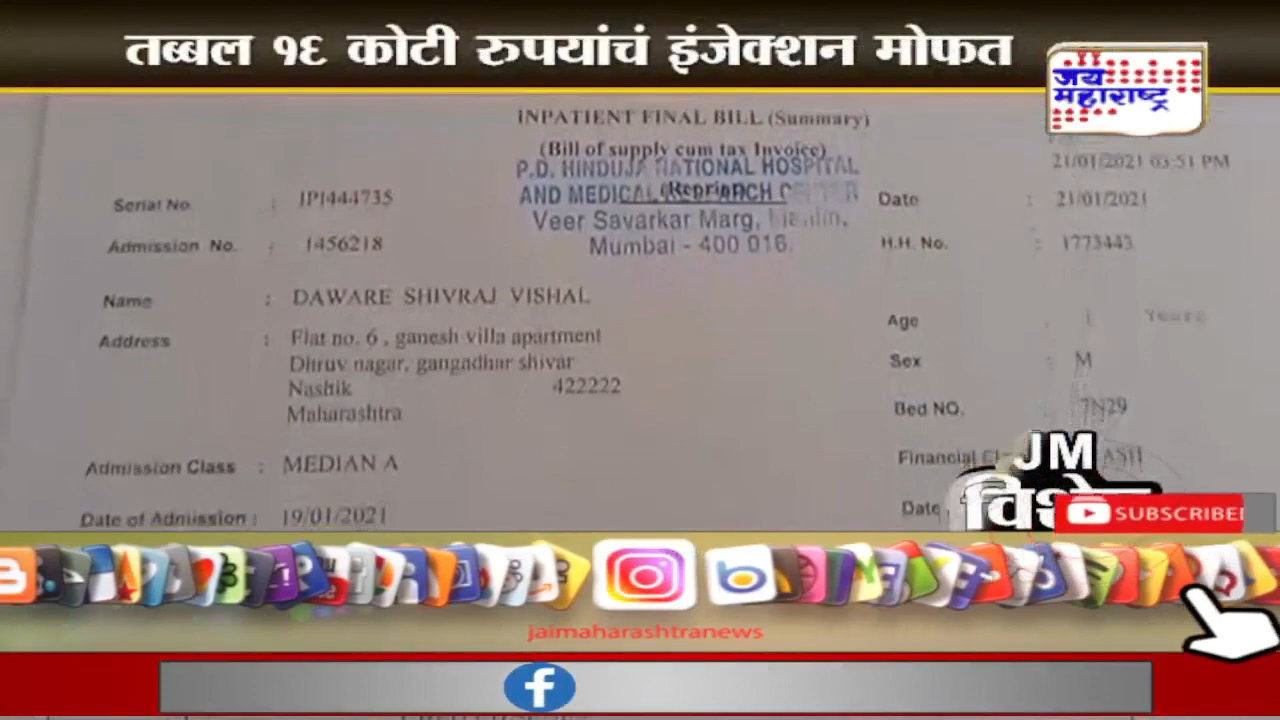 तब्बल १६ कोटी रुपयांचं इंजेक्शन मोफत
जय
महाराष्ट्र
INPATIENT FINAL BILL (Summary)
(Bill of supply cum tax Invoice)
P.D. HINDUJA NATIONAL HOSPITAL
AND MEDICAL
(Reprint)
Veer Savarkar Marg,
Mumbai - 400 016.
21/01/2021 03:51 PM
Serial No. : IP1444735
Date : 21/01/2021
Admission No. : 1456218
H.H. No. : 1773443
Name : DAWARE SHIVRAJ VISHAL
Address : Flat no. 6 , ganesh villa apartment
Dhruv nagar, gangadhar shivar
Nashik 422222
Maharashtra
Age : 1 Years
Sex : M
Bed NO. : 7N29
Admission Class : MEDIAN A
Financial
Date of Admission : 19/01/2021
Date
JM
SUBSCRIBE
jaimaharashtranews